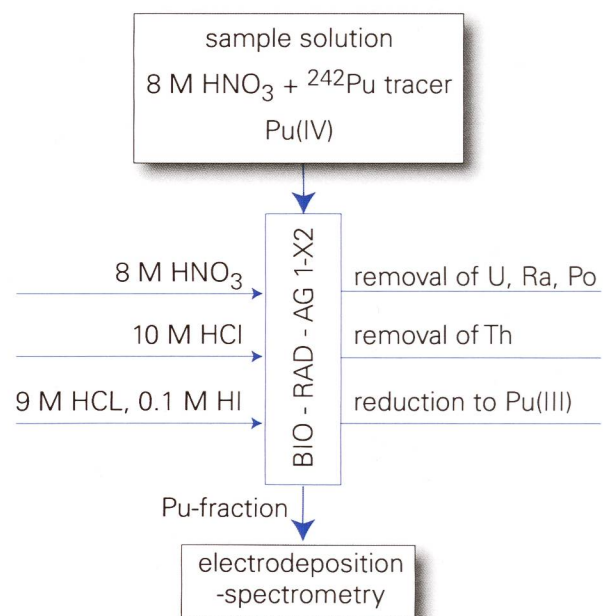 sample solution
8 M HNO₃ + ²⁴²Pu tracer
Pu(IV)
BIO - RAD - AG 1-X2
8 M HNO₃
removal of U, Ra, Po
10 M HCl
removal of Th
9 M HCL, 0.1 M HI
reduction to Pu(III)
Pu-fraction
electrodeposition
-spectrometry